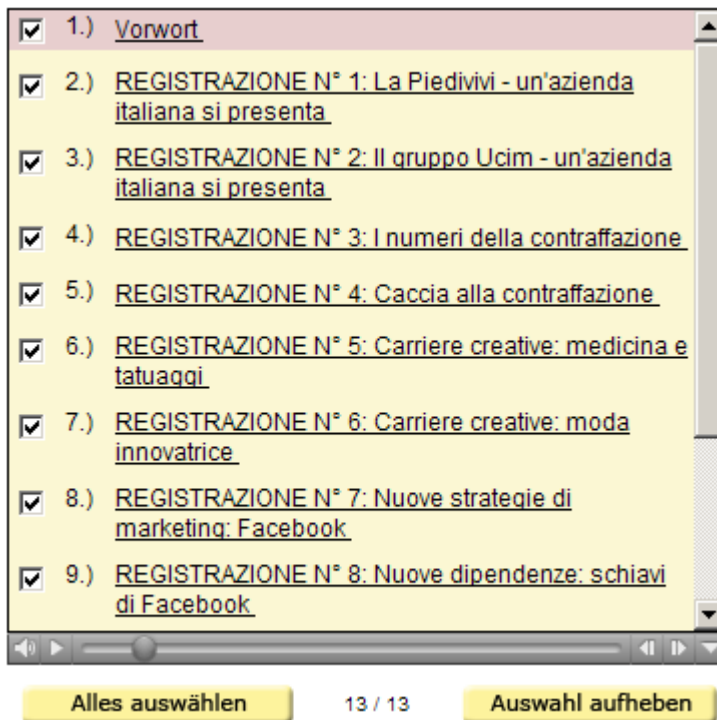 1.) Vorwort
2.) REGISTRAZIONE N° 1: La Piedivivi - un'azienda
italiana si presenta
3.) REGISTRAZIONE N° 2: Il gruppo Ucim - un'azienda
italiana si presenta
4.) REGISTRAZIONE N° 3: I numeri della contraffazione
5.) REGISTRAZIONE N° 4: Caccia alla contraffazione
6.) REGISTRAZIONE N° 5: Carriere creative: medicina e
tatuaggi
7.) REGISTRAZIONE N° 6: Carriere creative: moda
innovatrice
8.) REGISTRAZIONE N° 7: Nuove strategie di
marketing: Facebook
9.) REGISTRAZIONE N° 8: Nuove dipendenze: schiavi
di Facebook
Alles auswählen 13 / 13 Auswahl aufheben